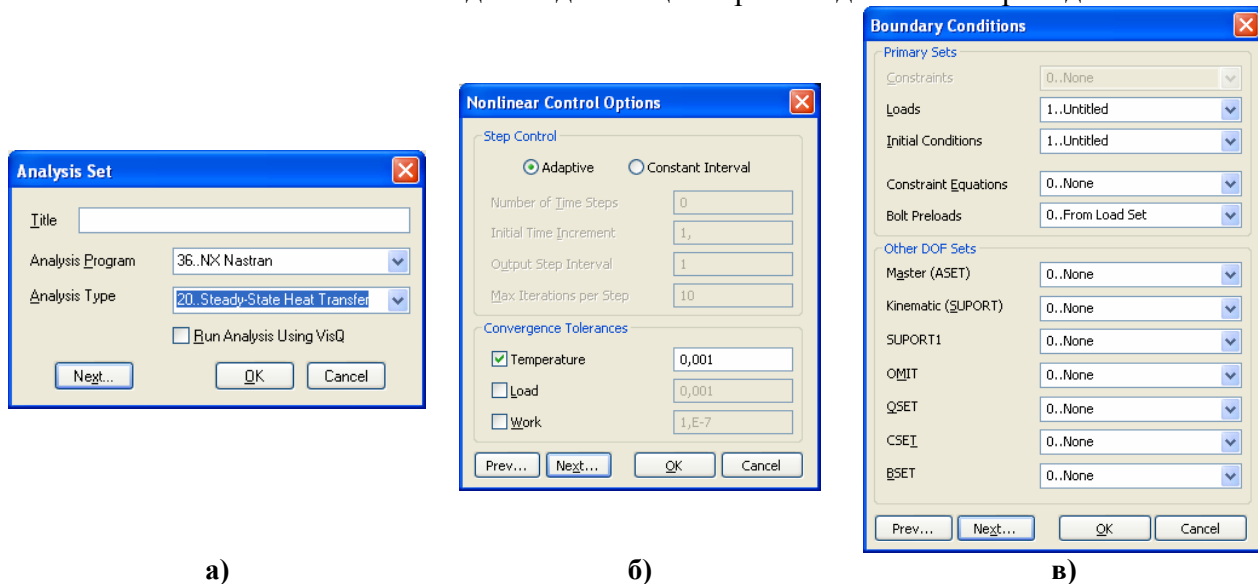 Analysis Set
Title
Analysis Program 36..NX Nastran
Analysis Type 20..Steady-State Heat Transfer
Run Analysis Using VisQ
Next... OK Cancel
а)
Nonlinear Control Options
Step Control
Adaptive Constant Interval
Number of Time Steps 0
Initial Time Increment 1,
Output Step Interval 1
Max Iterations per Step 10
Convergence Tolerances
Temperature 0,001
Load 0,001
Work 1,E-7
Prev... Next... OK Cancel
б)
Boundary Conditions
Primary Sets
Constraints 0..None
Loads 1..Untitled
Initial Conditions 1..Untitled
Constraint Equations 0..None
Bolt Preloads 0..From Load Set
Other DOF Sets
Master (ASET) 0..None
Kinematic (SUPORT) 0..None
SUPORT1 0..None
OMIT 0..None
QSET 0..None
CSET 0..None
BSET 0..None
Prev... Next... OK Cancel
в)